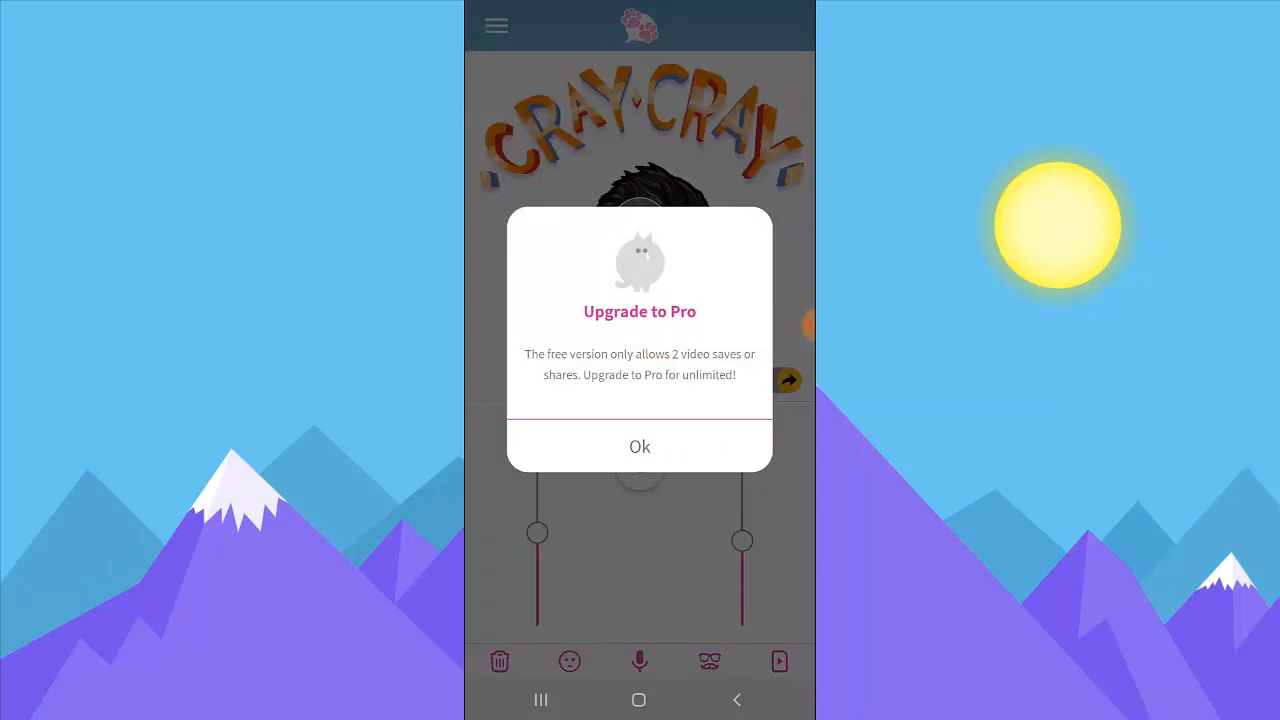 CRAY CRAY
Upgrade to Pro
The free version only allows 2 video saves or
shares. Upgrade to Pro for unlimited!
Ok